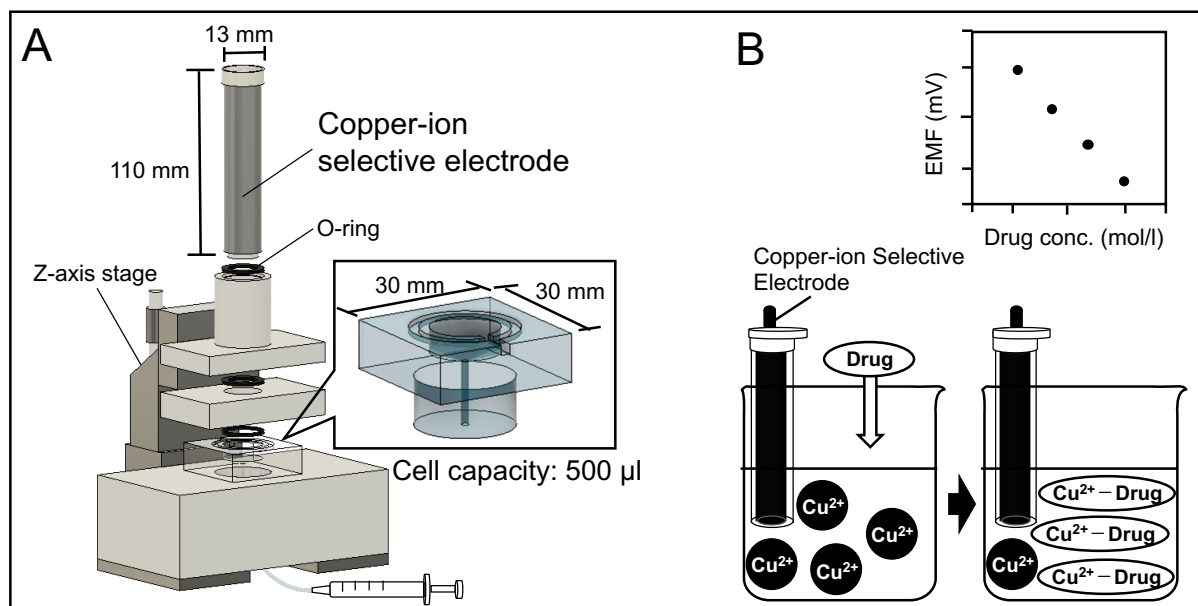 A
13 mm
Copper-ion
selective electrode
110 mm
O-ring
Z-axis stage
30 mm
30 mm
Cell capacity: 500 µl
B
EMF (mV)
Drug conc. (mol/l)
Copper-ion Selective
Electrode
Drug
Cu²⁺
Cu²⁺
Cu²⁺
Cu²⁺
Cu²⁺–Drug
Cu²⁺–Drug
Cu²⁺
Cu²⁺–Drug